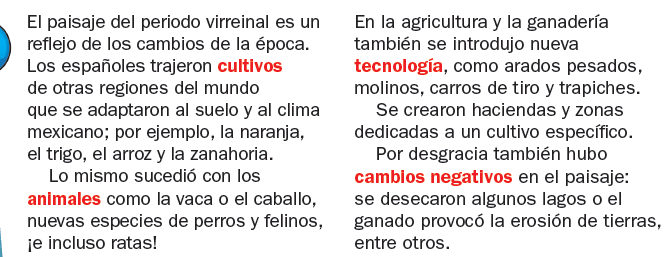 El paisaje del periodo virreinal es un
reflejo de los cambios de la época.
Los españoles trajeron cultivos
de otras regiones del mundo
que se adaptaron al suelo y al clima
mexicano; por ejemplo, la naranja,
el trigo, el arroz y la zanahoria.
Lo mismo sucedió con los
animales como la vaca o el caballo,
nuevas especies de perros y felinos,
¡e incluso ratas!
En la agricultura y la ganadería
también se introdujo nueva
tecnología, como arados pesados,
molinos, carros de tiro y trapiches.
Se crearon haciendas y zonas
dedicadas a un cultivo específico.
Por desgracia también hubo
cambios negativos en el paisaje:
se desecaron algunos lagos o el
ganado provocó la erosión de tierras,
entre otros.